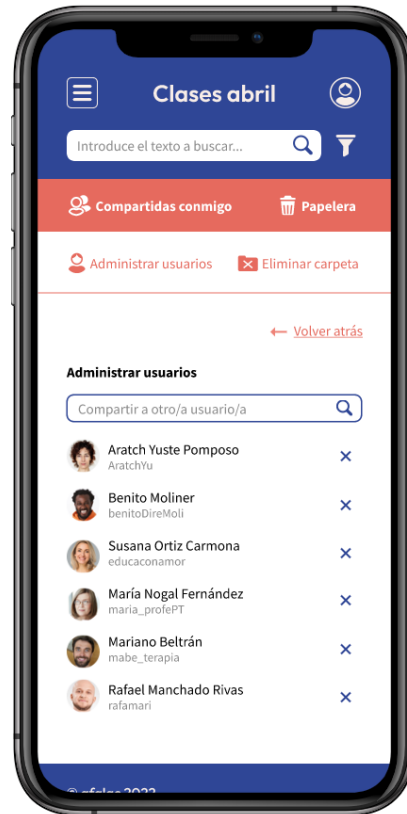 Clases abril
Introduce el texto a buscar...
Compartidas conmigo
Papelera
Administrar usuarios
Eliminar carpeta
Volver atrás
Administrar usuarios
Compartir a otro/a usuario/a
Aratch Yuste Pomposo
AratchYu
Benito Moliner
benitoDireMoli
Susana Ortiz Carmona
educaconamor
María Nogal Fernández
maria_profePT
Mariano Beltrán
mabe_terapia
Rafael Manchado Rivas
rafamari